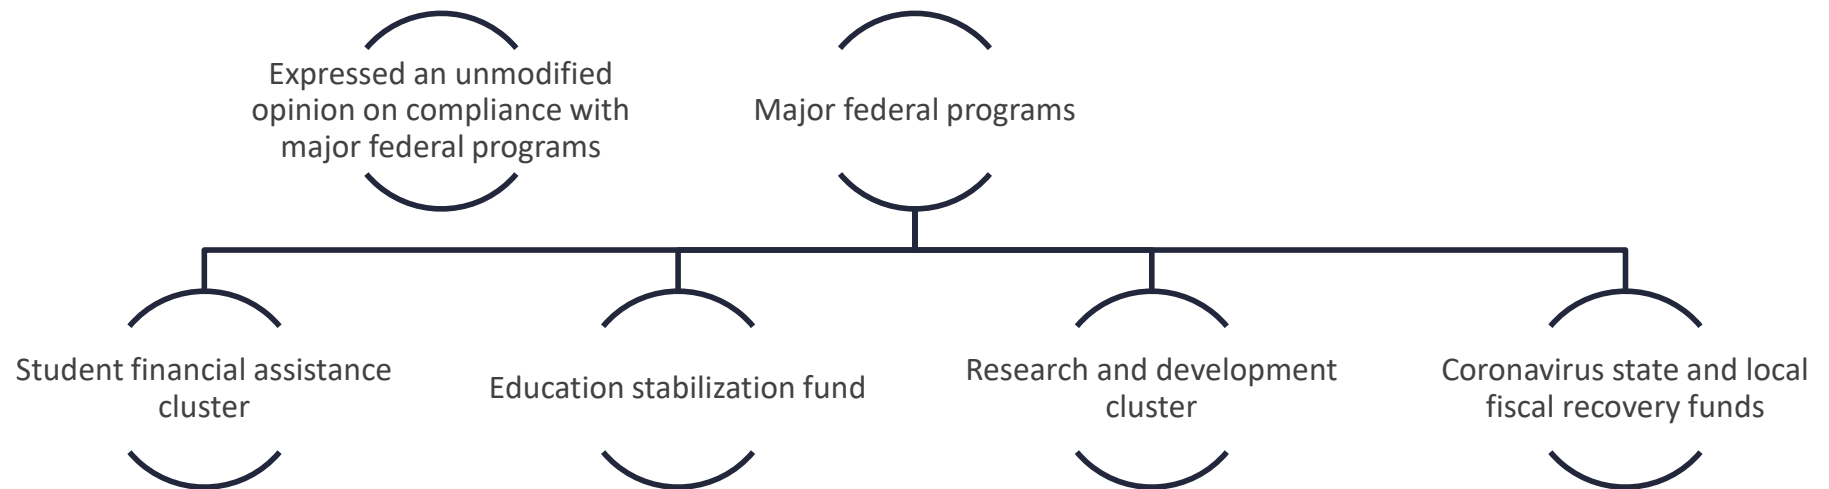 Expressed an unmodified
opinion on compliance with
major federal programs
Major federal programs
Student financial assistance
cluster
Education stabilization fund
Research and development
cluster
Coronavirus state and local
fiscal recovery funds